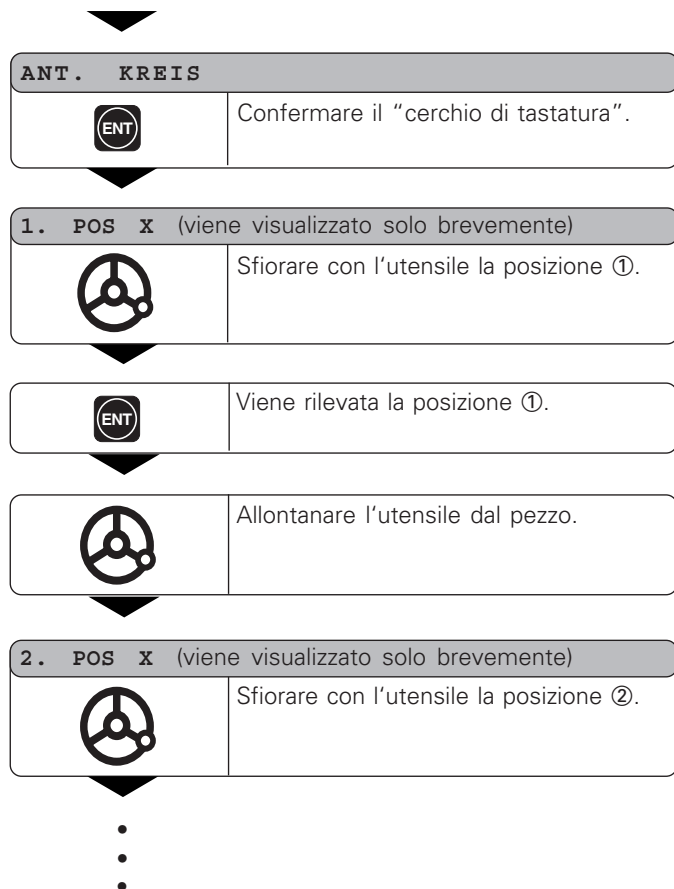 ANT. KREIS
ENT
Confermare il “cerchio di tastatura”.
1. POS X (viene visualizzato solo brevemente)
Sfiorare con l’utensile la posizione ①.
ENT
Viene rilevata la posizione ①.
Allontanare l’utensile dal pezzo.
2. POS X (viene visualizzato solo brevemente)
Sfiorare con l’utensile la posizione ②.